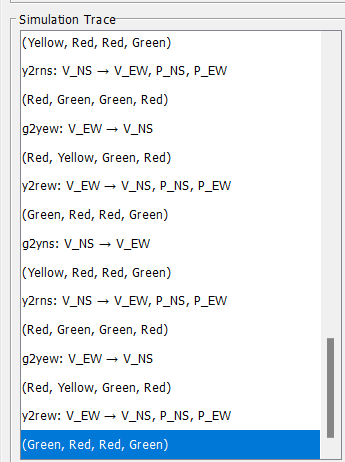 Simulation Trace
(Yellow, Red, Red, Green)
y2rns: V_NS → V_EW, P_NS, P_EW
(Red, Green, Green, Red)
g2yew: V_EW → V_NS
(Red, Yellow, Green, Red)
y2rew: V_EW → V_NS, P_NS, P_EW
(Green, Red, Red, Green)
g2yns: V_NS → V_EW
(Yellow, Red, Red, Green)
y2rns: V_NS → V_EW, P_NS, P_EW
(Red, Green, Green, Red)
g2yew: V_EW → V_NS
(Red, Yellow, Green, Red)
y2rew: V_EW → V_NS, P_NS, P_EW
(Green, Red, Red, Green)